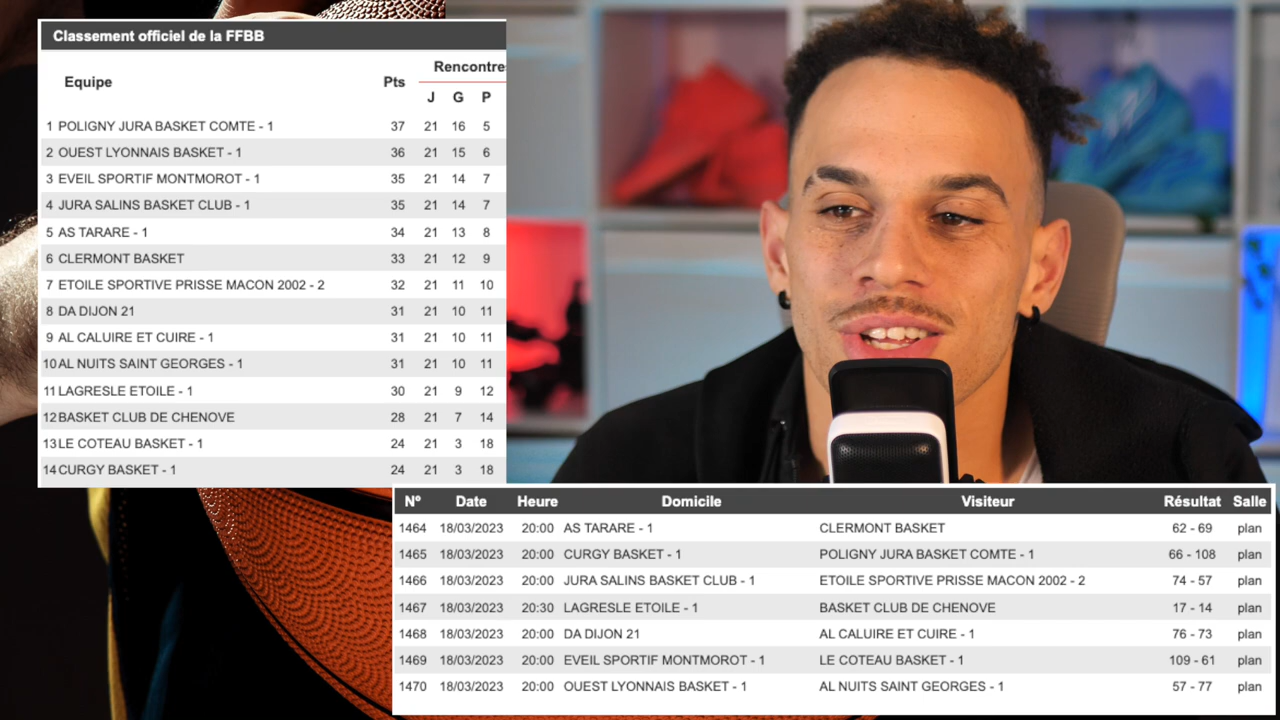 Classement officiel de la FFBB
Equipe Pts Rencontre
J G P
1 POLIGNY JURA BASKET COMTE - 1 37 21 16 5
2 OUEST LYONNAIS BASKET - 1 36 21 15 6
3 EVEIL SPORTIF MONTMOROT - 1 35 21 14 7
4 JURA SALINS BASKET CLUB - 1 35 21 14 7
5 AS TARARE - 1 34 21 13 8
6 CLERMONT BASKET 33 21 12 9
7 ETOILE SPORTIVE PRISSE MACON 2002 - 2 32 21 11 10
8 DA DIJON 21 31 21 10 11
9 AL CALUIRE ET CUIRE - 1 31 21 10 11
10 AL NUITS SAINT GEORGES - 1 31 21 10 11
11 LAGRESLE ETOILE - 1 30 21 9 12
12 BASKET CLUB DE CHENOVE 28 21 7 14
13 LE COTEAU BASKET - 1 24 21 3 18
14 CURGY BASKET - 1 24 21 3 18
N° Date Heure Domicile Visiteur Résultat Salle
1464 18/03/2023 20:00 AS TARARE - 1 CLERMONT BASKET 62 - 69 plan
1465 18/03/2023 20:00 CURGY BASKET - 1 POLIGNY JURA BASKET COMTE - 1 66 - 108 plan
1466 18/03/2023 20:00 JURA SALINS BASKET CLUB - 1 ETOILE SPORTIVE PRISSE MACON 2002 - 2 74 - 57 plan
1467 18/03/2023 20:30 LAGRESLE ETOILE - 1 BASKET CLUB DE CHENOVE 17 - 14 plan
1468 18/03/2023 20:00 DA DIJON 21 AL CALUIRE ET CUIRE - 1 76 - 73 plan
1469 18/03/2023 20:00 EVEIL SPORTIF MONTMOROT - 1 LE COTEAU BASKET - 1 109 - 61 plan
1470 18/03/2023 20:00 OUEST LYONNAIS BASKET - 1 AL NUITS SAINT GEORGES - 1 57 - 77 plan